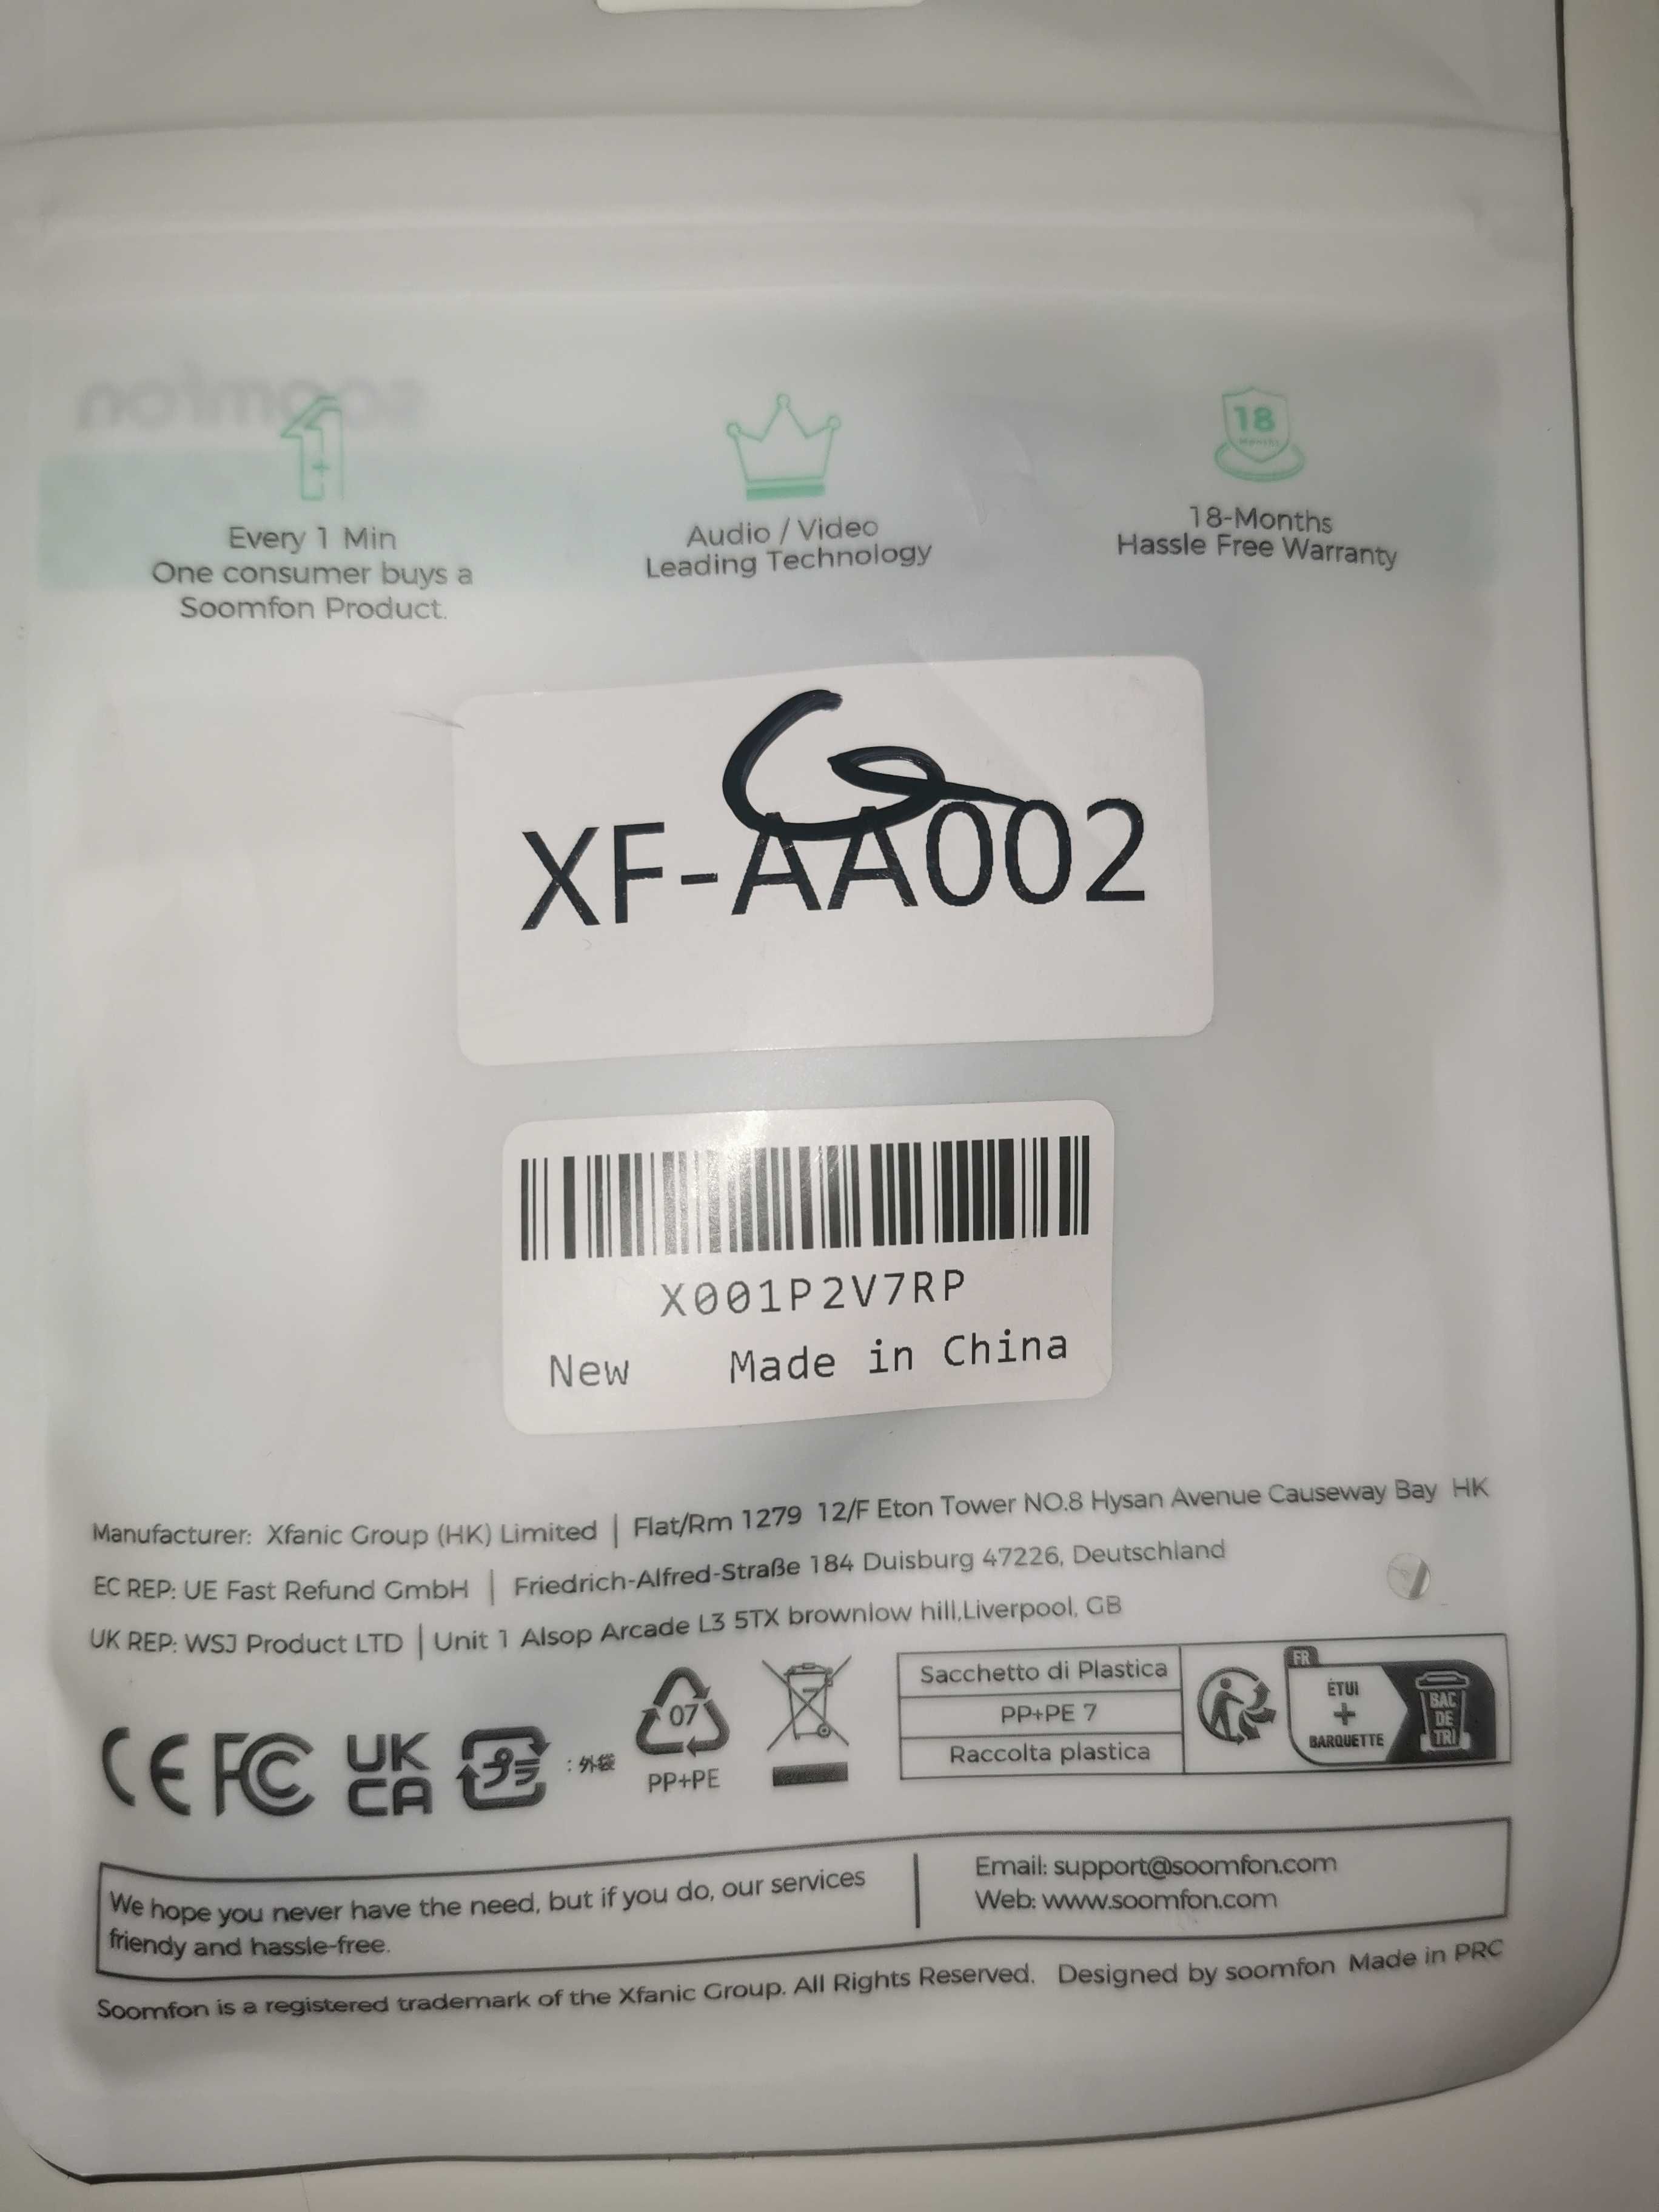 soomfon
18
Months
Every 1 Min
One consumer buys a
Soomfon Product.
Audio / Video
Leading Technology
18-Months
Hassle Free Warranty
G
XF-AA002
X001P2V7RP
New Made in China
Manufacturer: Xfanic Group (HK) Limited | Flat/Rm 1279 12/F Eton Tower NO.8 Hysan Avenue Causeway Bay HK
EC REP: UE Fast Refund GmbH | Friedrich-Alfred-Straße 184 Duisburg 47226, Deutschland
UK REP: WSJ Product LTD | Unit 1 Alsop Arcade L3 5TX brownlow hill,Liverpool, GB
CE FC UK
CA
プラ
:外袋
07
PP+PE
Sacchetto di Plastica
PP+PE 7
Raccolta plastica
FR
ÉTUI
+
BARQUETTE
BAC
DE
TRI
We hope you never have the need, but if you do, our services
friendy and hassle-free.
Email: support@soomfon.com
Web: www.soomfon.com
Soomfon is a registered trademark of the Xfanic Group. All Rights Reserved. Designed by soomfon Made in PRC